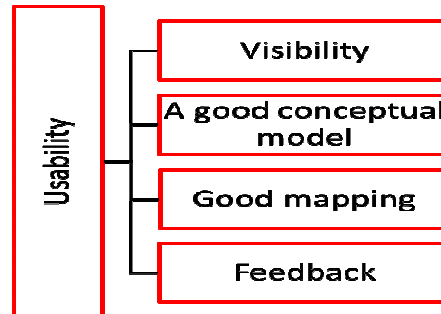 Usability
Visibility
A good conceptual
model
Good mapping
Feedback